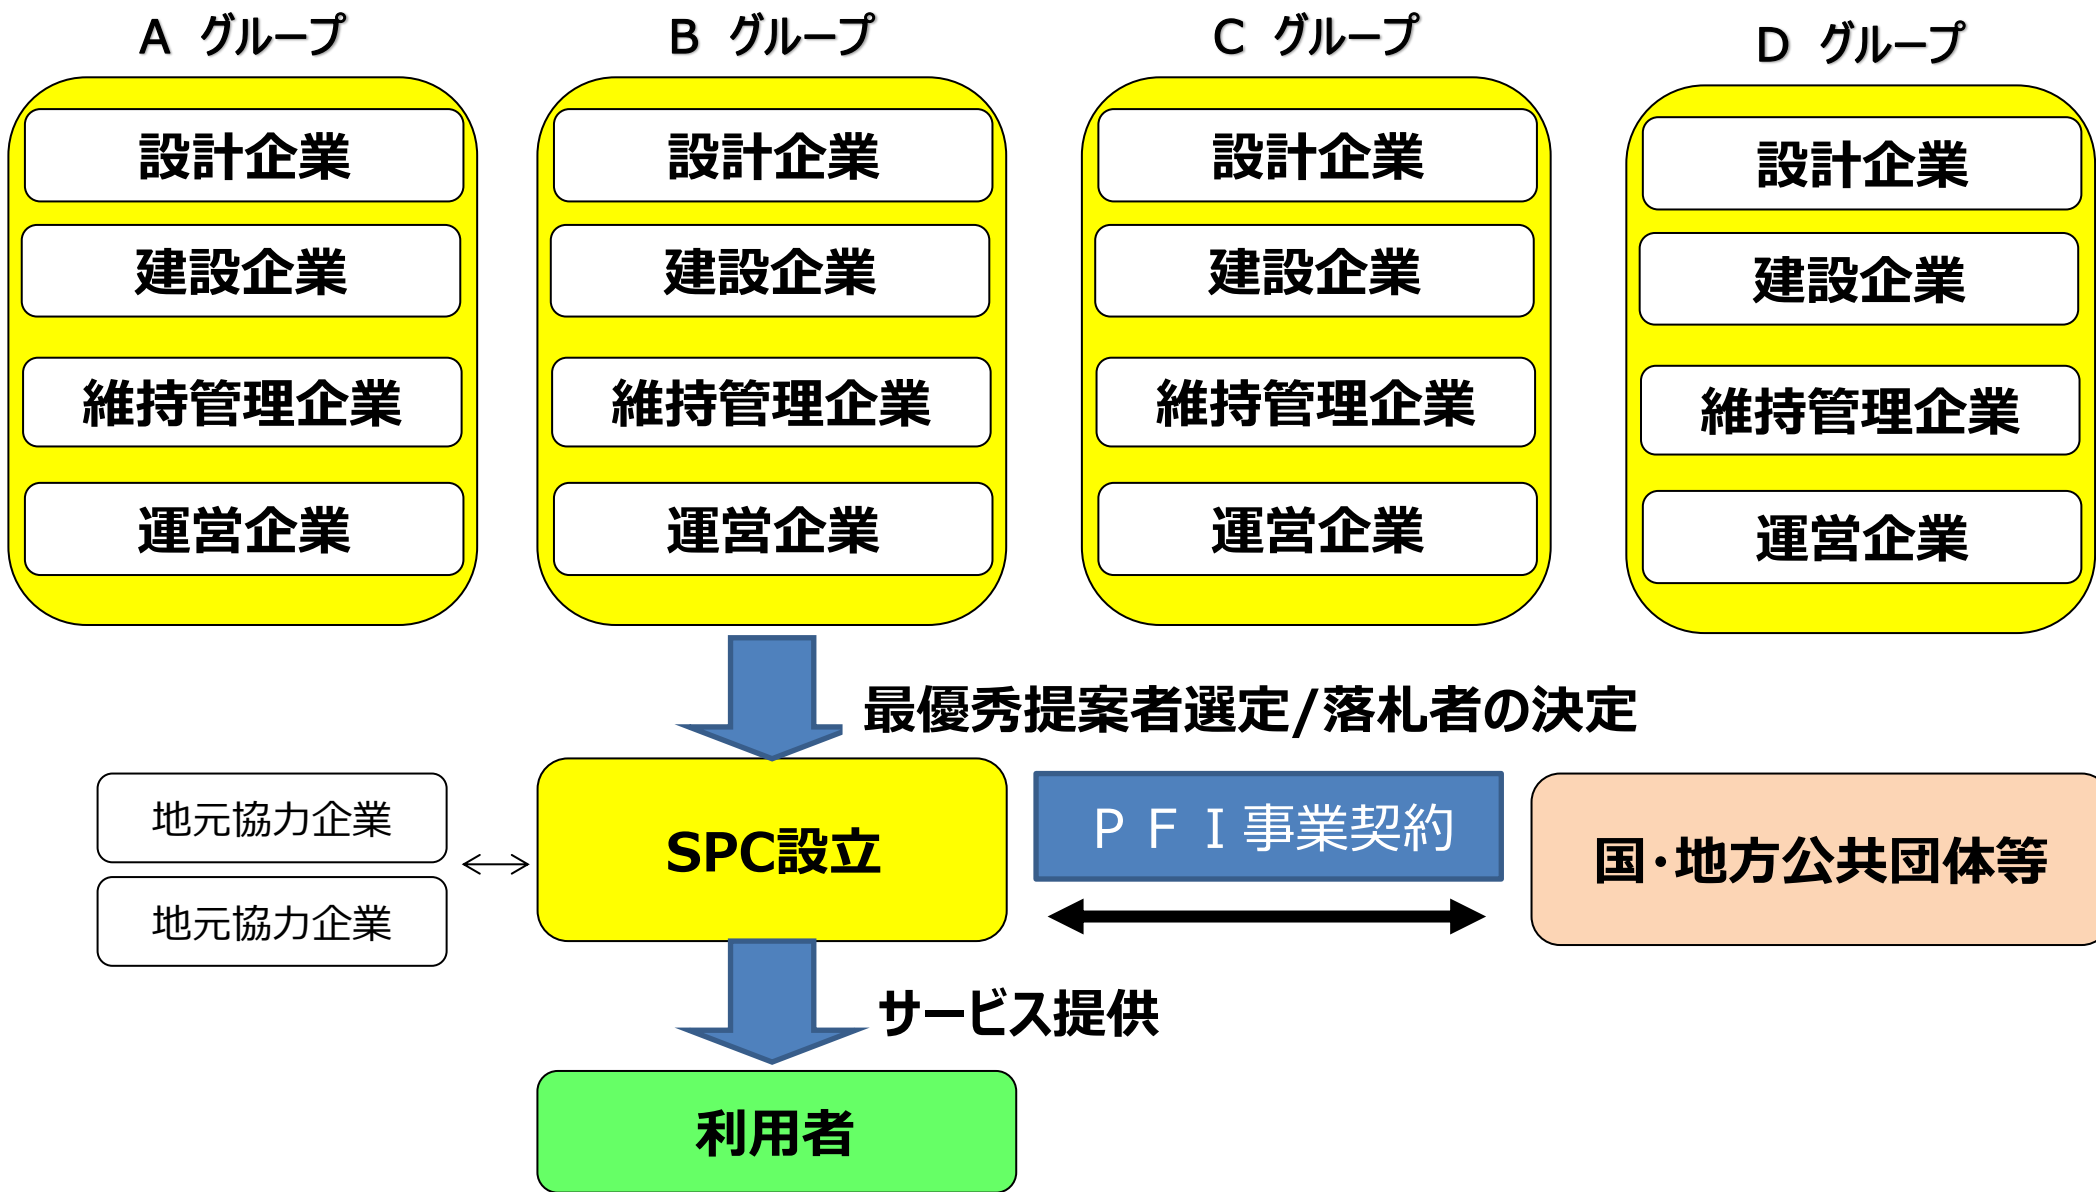 A グループ
B グループ
C グループ
D グループ
設計企業
建設企業
維持管理企業
運営企業
設計企業
建設企業
維持管理企業
運営企業
設計企業
建設企業
維持管理企業
運営企業
設計企業
建設企業
維持管理企業
運営企業
最優秀提案者選定/落札者の決定
地元協力企業
地元協力企業
SPC設立
ＰＦＩ事業契約
国・地方公共団体等
サービス提供
利用者